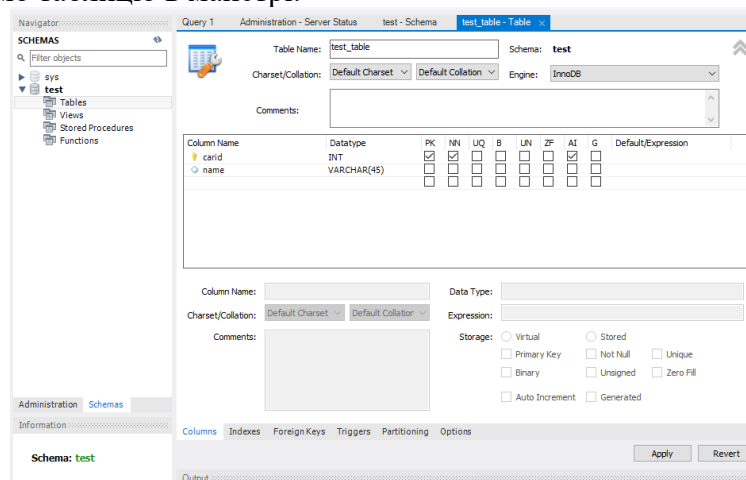 Navigator
SCHEMAS
Filter objects
sys
test
Tables
Views
Stored Procedures
Functions
Administration Schemas
Information
Schema: test
Query 1 Administration - Server Status test - Schema test_table - Table ×
Table Name: test_table Schema: test
Charset/Collation: Default Charset Default Collation Engine: InnoDB
Comments:
Column Name Datatype PK NN UQ B UN ZF AI G Default/Expression
carid INT
name VARCHAR(45)
Column Name: Data Type:
Charset/Collation: Default Charset Default Collation Expression:
Comments: Storage: Virtual Stored
Primary Key Not Null Unique
Binary Unsigned Zero Fill
Auto Increment Generated
Columns Indexes Foreign Keys Triggers Partitioning Options
Apply Revert
Output